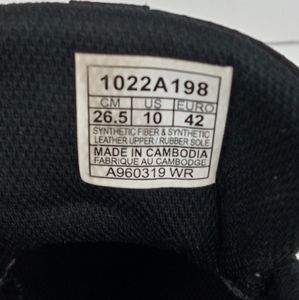 1022A198
CM US EURO
26.5 10 42
SYNTHETIC FIBER & SYNTHETIC
LEATHER UPPER / RUBBER SOLE
MADE IN CAMBODIA
FABRIQUE AU CAMBODGE
A960319 WR